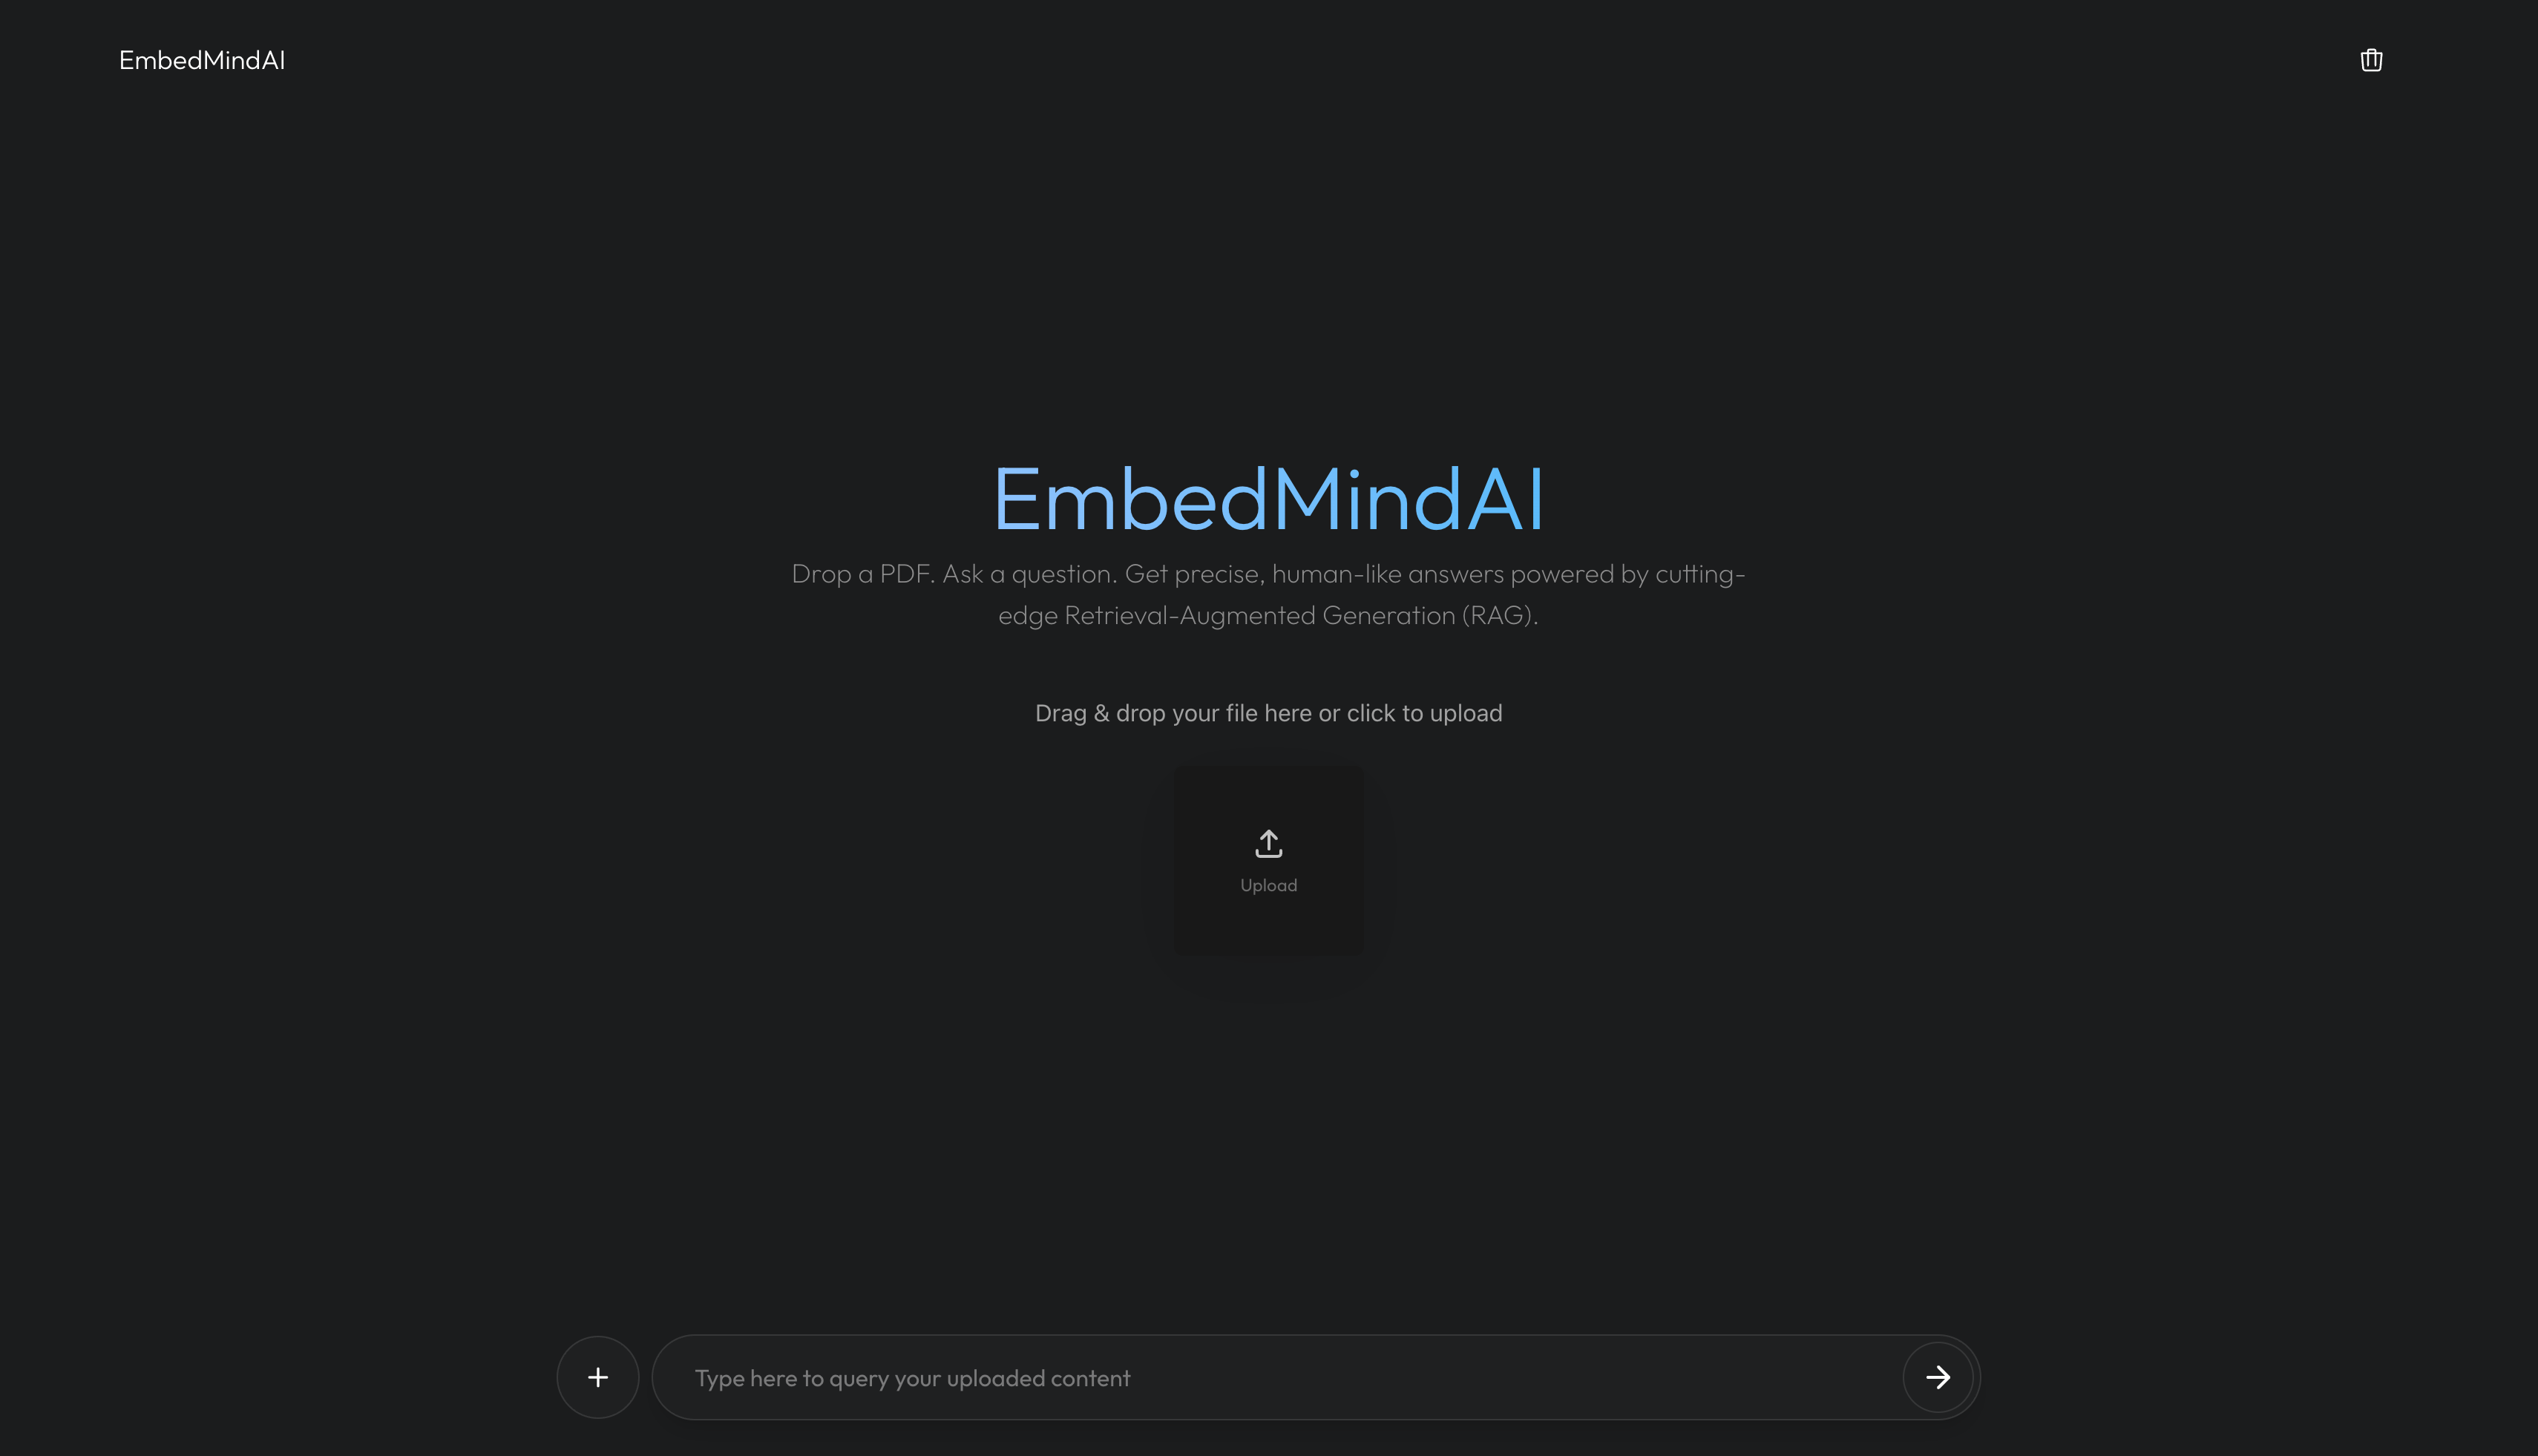 EmbedMindAI
EmbedMindAI
Drop a PDF. Ask a question. Get precise, human-like answers powered by cutting-
edge Retrieval-Augmented Generation (RAG).
Drag & drop your file here or click to upload
Upload
Type here to query your uploaded content